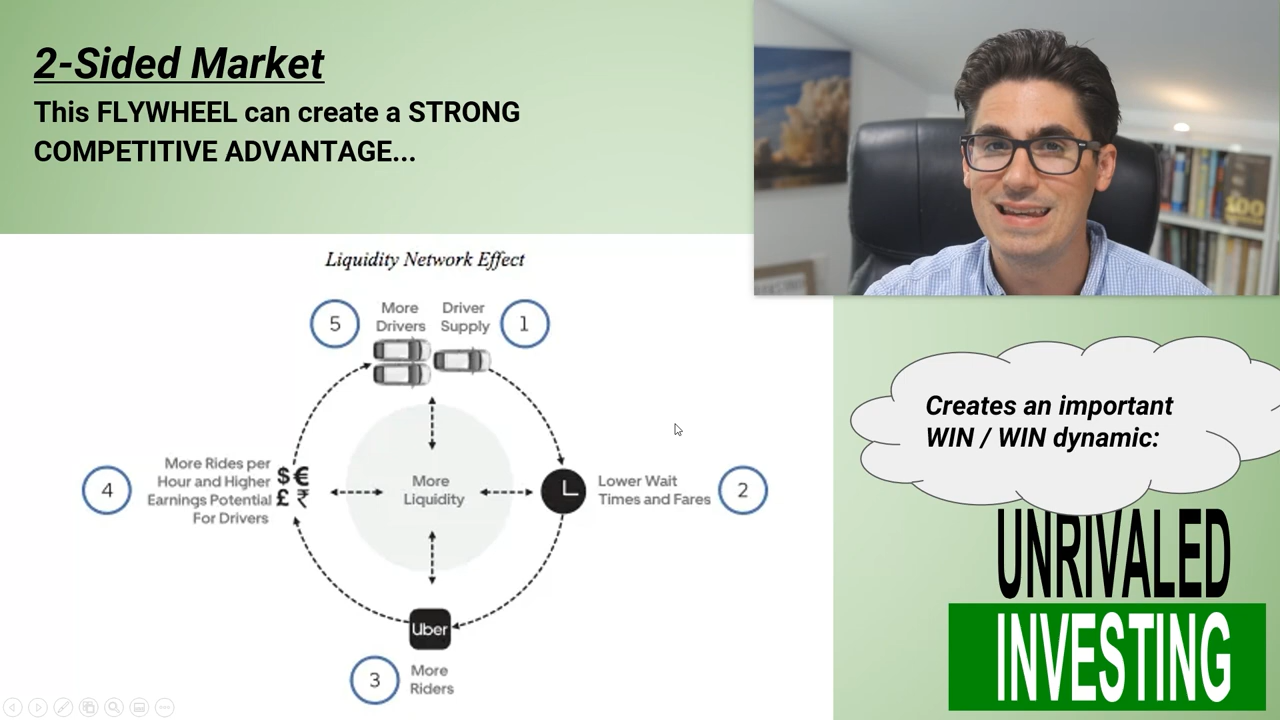 2-Sided Market
This FLYWHEEL can create a STRONG
COMPETITIVE ADVANTAGE...
Liquidity Network Effect
5
More
Drivers
Driver
Supply
1
4
More Rides per
Hour and Higher
Earnings Potential
For Drivers
$ €
£ ₹
More
Liquidity
Lower Wait
Times and Fares
2
Uber
3
More
Riders
Creates an important
WIN / WIN dynamic:
UNRIVALED
INVESTING
100